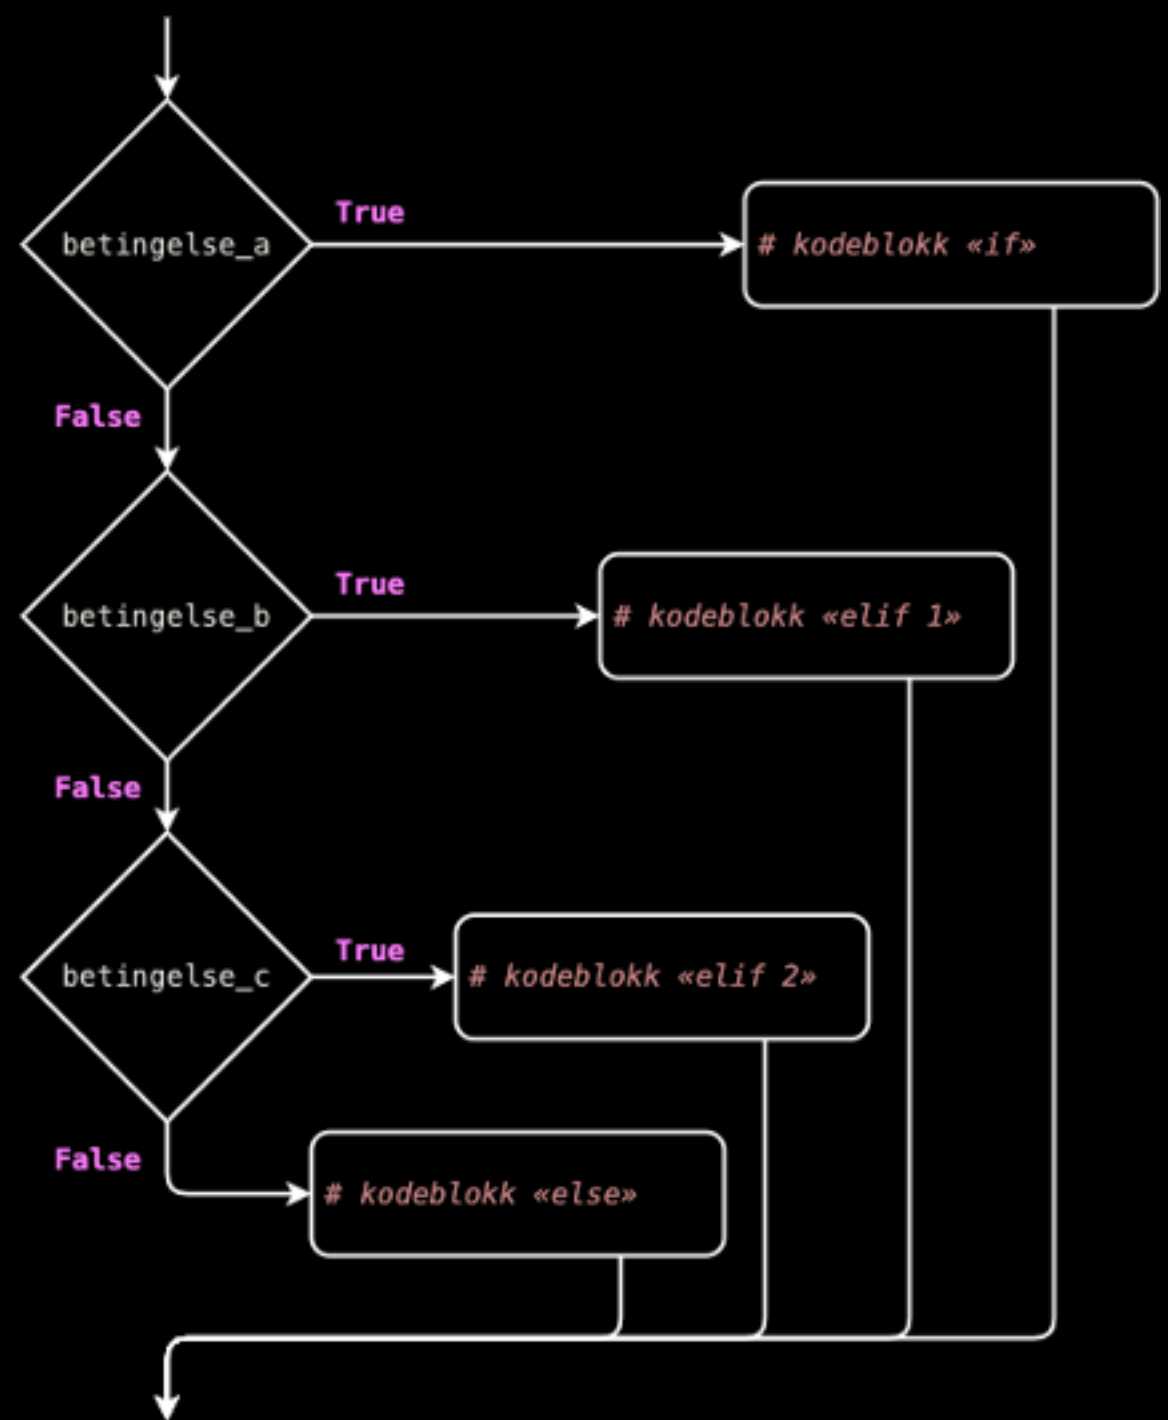 True
betingelse_a
# kodeblokk «if»
False
True
betingelse_b
# kodeblokk «elif 1»
False
True
betingelse_c
# kodeblokk «elif 2»
False
# kodeblokk «else»